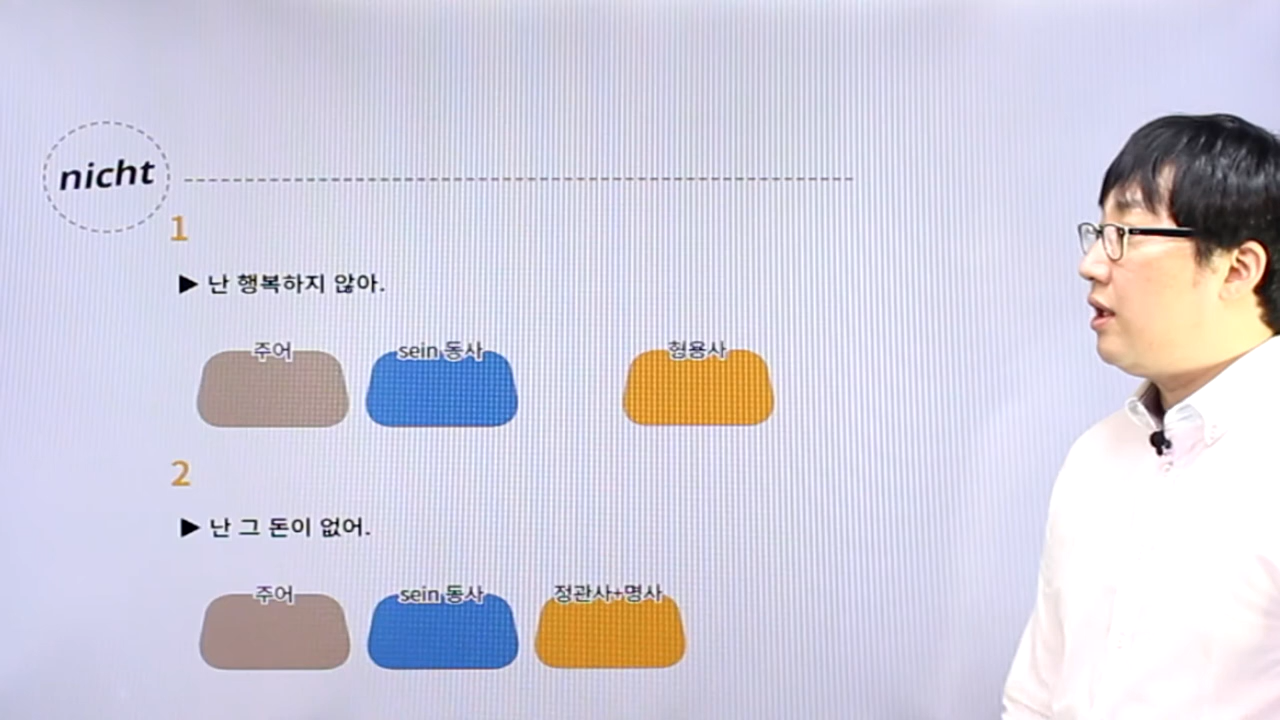 nicht
1
▶ 난 행복하지 않아.
주어 sein 동사 형용사
2
▶ 난 그 돈이 없어.
주어 sein 동사 정관사+명사